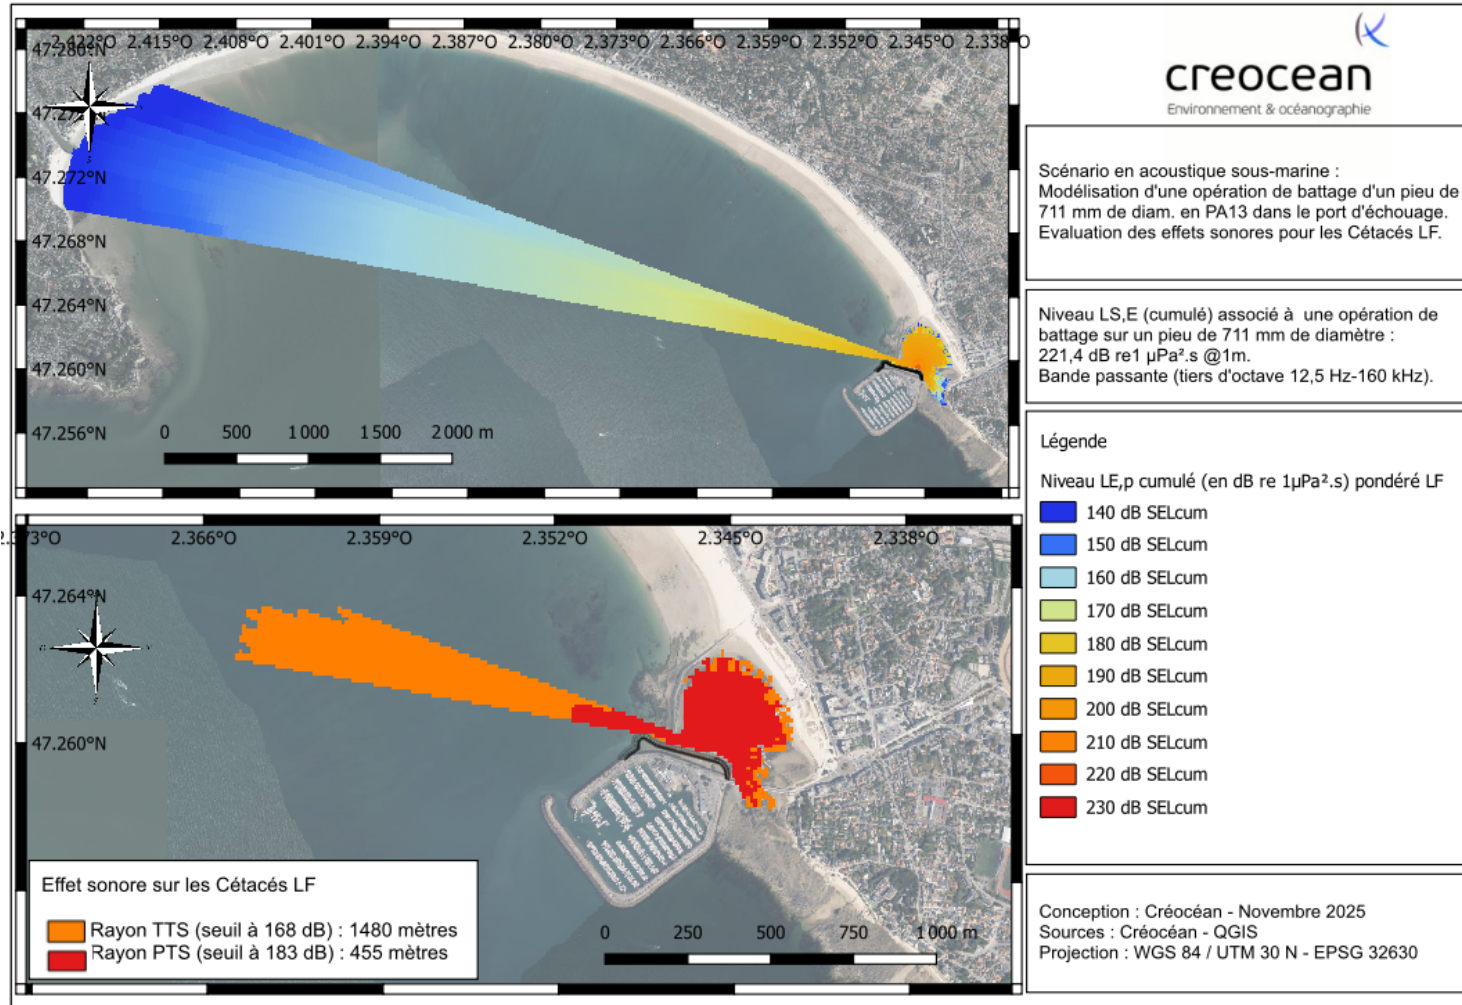 2.422°O 2.415°O 2.408°O 2.401°O 2.394°O 2.387°O 2.380°O 2.373°O 2.366°O 2.359°O 2.352°O 2.345°O 2.338°O
47.280°N
47.272°N
47.268°N
47.264°N
47.260°N
47.256°N
0 500 1 000 1 500 2 000 m
creocean
Environnement & océanographie
Scénario en acoustique sous-marine :
Modélisation d'une opération de battage d'un pieu de
711 mm de diam. en PA13 dans le port d'échouage.
Evaluation des effets sonores pour les Cétacés LF.
Niveau LS,E (cumulé) associé à une opération de
battage sur un pieu de 711 mm de diamètre :
221,4 dB re1 µPa².s @1m.
Bande passante (tiers d'octave 12,5 Hz-160 kHz).
Légende
Niveau LE,p cumulé (en dB re 1µPa².s) pondéré LF
140 dB SELcum
150 dB SELcum
160 dB SELcum
170 dB SELcum
180 dB SELcum
190 dB SELcum
200 dB SELcum
210 dB SELcum
220 dB SELcum
230 dB SELcum
2.373°O 2.366°O 2.359°O 2.352°O 2.345°O 2.338°O
47.264°N
47.260°N
Effet sonore sur les Cétacés LF
Rayon TTS (seuil à 168 dB) : 1480 mètres
Rayon PTS (seuil à 183 dB) : 455 mètres
0 250 500 750 1 000 m
Conception : Créocéan - Novembre 2025
Sources : Créocéan - QGIS
Projection : WGS 84 / UTM 30 N - EPSG 32630